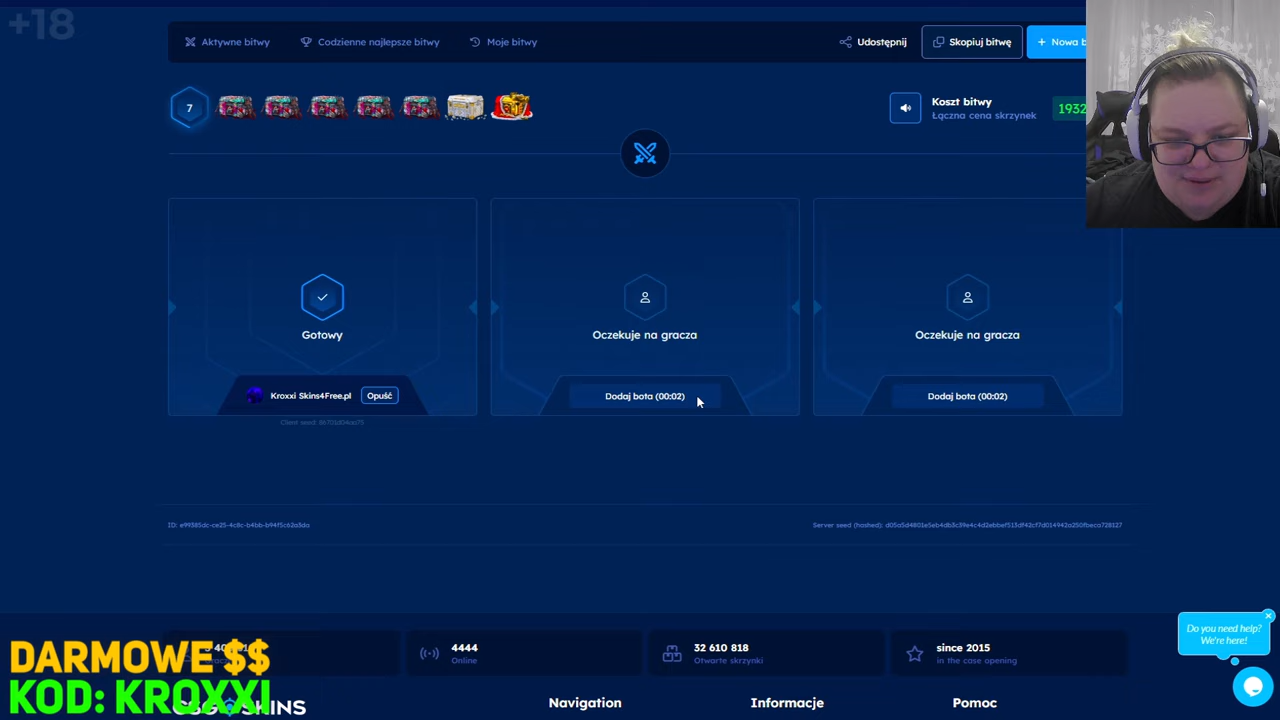 +18
Aktywne bitwy
Codzienne najlepsze bitwy
Moje bitwy
Udostępnij
Skopiuj bitwę
+ Nowa b
7
Koszt bitwy
Łączna cena skrzynek
1932
Gotowy
Oczekuje na gracza
Oczekuje na gracza
Kroxxi Skins4Free.pl
Opuść
Dodaj bota (00:02)
Dodaj bota (00:02)
4444
Online
32 610 818
Otwarte skrzynki
since 2015
in the case opening
Do you need help?
We're here!
DARMOWE $$
KOD: KROXXI
Navigation
Informacje
Pomoc